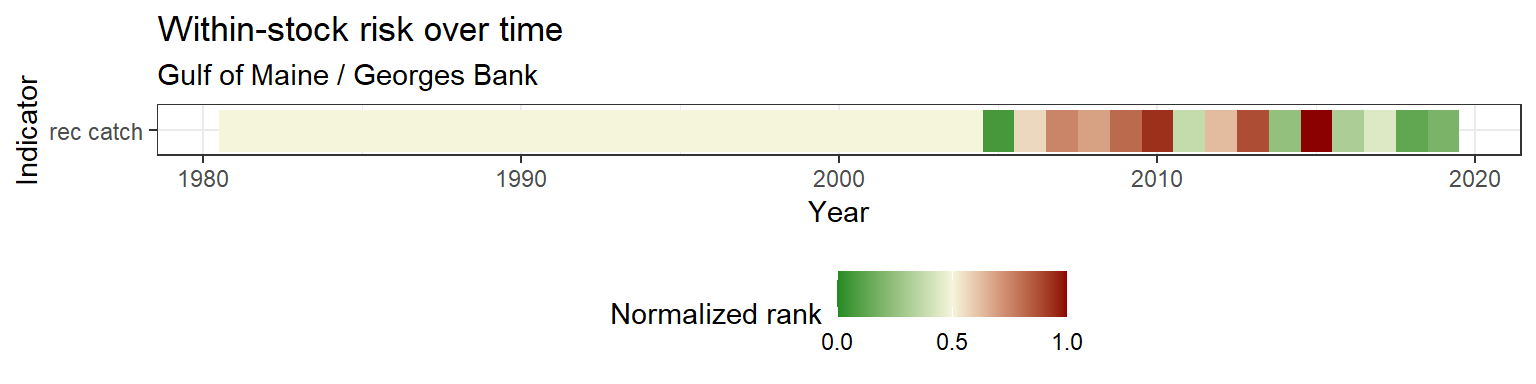 Within-stock risk over time
Gulf of Maine / Georges Bank
Indicator
rec catch
1980 1990 2000 2010 2020
Year
Normalized rank
0.0 0.5 1.0